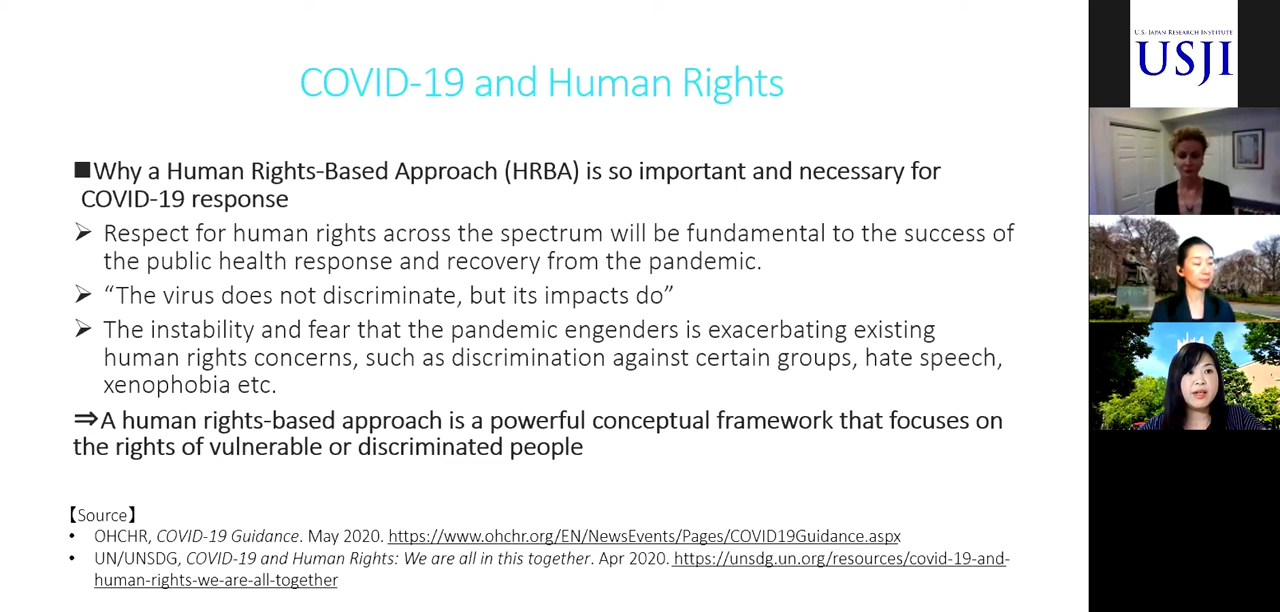 COVID-19 and Human Rights
■Why a Human Rights-Based Approach (HRBA) is so important and necessary for
COVID-19 response
➢ Respect for human rights across the spectrum will be fundamental to the success of
the public health response and recovery from the pandemic.
➢ “The virus does not discriminate, but its impacts do”
➢ The instability and fear that the pandemic engenders is exacerbating existing
human rights concerns, such as discrimination against certain groups, hate speech,
xenophobia etc.
⇒A human rights-based approach is a powerful conceptual framework that focuses on
the rights of vulnerable or discriminated people
【Source】
• OHCHR, COVID-19 Guidance. May 2020. https://www.ohchr.org/EN/NewsEvents/Pages/COVID19Guidance.aspx
• UN/UNSDG, COVID-19 and Human Rights: We are all in this together. Apr 2020. https://unsdg.un.org/resources/covid-19-and-
human-rights-we-are-all-together
U.S. JAPAN RESEARCH INSTITUTE
USJI